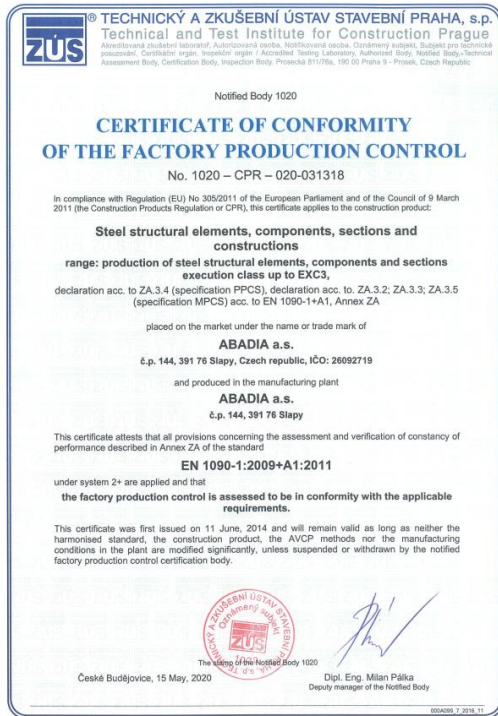 ZÚS
® TECHNICKÝ A ZKUŠEBNÍ ÚSTAV STAVEBNÍ PRAHA, s.p.
Technical and Test Institute for Construction Prague
Akreditovaná zkušební laboratoř, Autorizovaná osoba, Notifikovaná osoba, Oznámený subjekt, Subjekt pro technické
posuzování, Certifikační orgán, Inspekční orgán / Accredited Testing Laboratory, Authorized Body, Notified Body, Technical
Assessment Body, Certification Body, Inspection Body. Prosecká 811/76a, 190 00 Praha 9 - Prosek, Czech Republic
Notified Body 1020
CERTIFICATE OF CONFORMITY
OF THE FACTORY PRODUCTION CONTROL
No. 1020 – CPR – 020-031318
In compliance with Regulation (EU) No 305/2011 of the European Parliament and of the Council of 9 March
2011 (the Construction Products Regulation or CPR), this certificate applies to the construction product:
Steel structural elements, components, sections and
constructions
range: production of steel structural elements, components and sections
execution class up to EXC3,
declaration acc. to ZA.3.4 (specification PPCS), declaration acc. to. ZA.3.2; ZA.3.3; ZA.3.5
(specification MPCS) acc. to EN 1090-1+A1, Annex ZA
placed on the market under the name or trade mark of
ABADIA a.s.
č.p. 144, 391 76 Slapy, Czech republic, IČO: 26092719
and produced in the manufacturing plant
ABADIA a.s.
č.p. 144, 391 76 Slapy
This certificate attests that all provisions concerning the assessment and verification of constancy of
performance described in Annex ZA of the standard
EN 1090-1:2009+A1:2011
under system 2+ are applied and that
the factory production control is assessed to be in conformity with the applicable
requirements.
This certificate was first issued on 11 June, 2014 and will remain valid as long as neither the
harmonised standard, the construction product, the AVCP methods nor the manufacturing
conditions in the plant are modified significantly, unless suspended or withdrawn by the notified
factory production control certification body.
TECHNICKÝ A ZKUŠEBNÍ ÚSTAV STAVEBNÍ PRAHA, s.p.
Oznámený subjekt
ZÚS
1020
The stamp of the Notified Body 1020
České Budějovice, 15 May, 2020
Dipl. Eng. Milan Pálka
Deputy manager of the Notified Body
000A099_7_2016_11